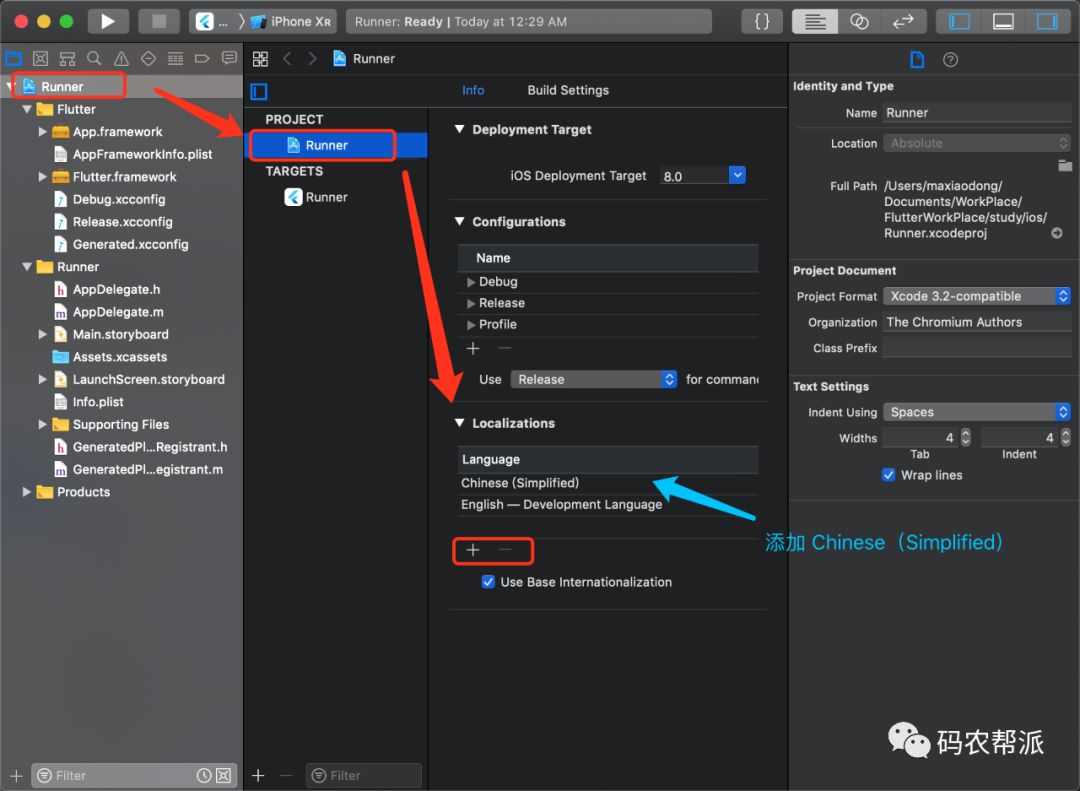 ... iPhone XR
Runner: Ready | Today at 12:29 AM
{ }
Runner
Flutter
App.framework
AppFrameworkInfo.plist
Flutter.framework
Debug.xcconfig
Release.xcconfig
Generated.xcconfig
Runner
AppDelegate.h
AppDelegate.m
Main.storyboard
Assets.xcassets
LaunchScreen.storyboard
Info.plist
Supporting Files
GeneratedPl...Registrant.h
GeneratedPl...egistrant.m
Products
Filter
Runner
Info
Build Settings
PROJECT
Runner
TARGETS
Runner
Filter
Deployment Target
iOS Deployment Target 8.0
Configurations
Name
Debug
Release
Profile
Use Release for comman
Localizations
Language
Chinese (Simplified)
English — Development Language
Use Base Internationalization
添加 Chinese（Simplified）
Identity and Type
Name Runner
Location Absolute
Full Path /Users/maxiaodong/
Documents/WorkPlace/
FlutterWorkPlace/study/ios/
Runner.xcodeproj
Project Document
Project Format Xcode 3.2-compatible
Organization The Chromium Authors
Class Prefix
Text Settings
Indent Using Spaces
Widths 4 4
Tab Indent
Wrap lines
码农帮派